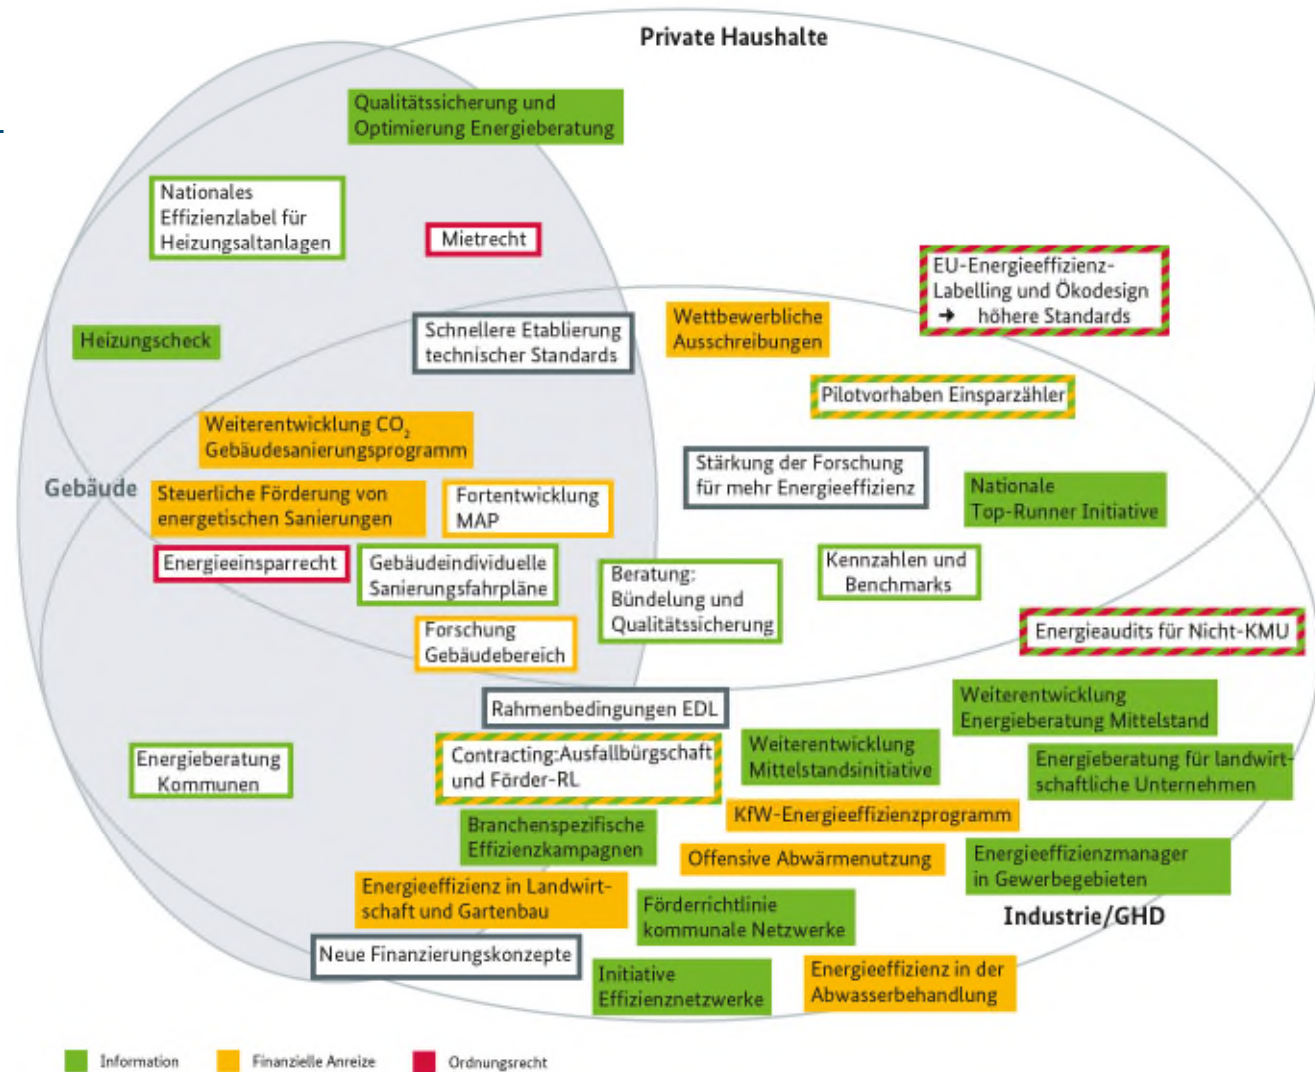 Private Haushalte
Qualitätssicherung und
Optimierung Energieberatung
Nationales
Effizienzlabel für
Heizungsaltanlagen
Mietrecht
EU-Energieeffizienz-
Labelling und Ökodesign
➔ höhere Standards
Heizungscheck
Schnellere Etablierung
technischer Standards
Wettbewerbliche
Ausschreibungen
Pilotvorhaben Einsparzähler
Weiterentwicklung CO₂
Gebäudesanierungsprogramm
Stärkung der Forschung
für mehr Energieeffizienz
Nationale
Top-Runner Initiative
Gebäude
Steuerliche Förderung von
energetischen Sanierungen
Fortentwicklung
MAP
Energieeinsparrecht
Gebäudeindividuelle
Sanierungsfahrpläne
Beratung:
Bündelung und
Qualitätssicherung
Kennzahlen und
Benchmarks
Forschung
Gebäudebereich
Energieaudits für Nicht-KMU
Rahmenbedingungen EDL
Weiterentwicklung
Energieberatung Mittelstand
Energieberatung
Kommunen
Contracting:Ausfallbürgschaft
und Förder-RL
Weiterentwicklung
Mittelstandsinitiative
Energieberatung für landwirt-
schaftliche Unternehmen
Branchenspezifische
Effizienzkampagnen
KfW-Energieeffizienzprogramm
Offensive Abwärmenutzung
Energieeffizienzmanager
in Gewerbegebieten
Energieeffizienz in Landwirt-
schaft und Gartenbau
Förderrichtlinie
kommunale Netzwerke
Industrie/GHD
Neue Finanzierungskonzepte
Initiative
Effizienznetzwerke
Energieeffizienz in der
Abwasserbehandlung
Information
Finanzielle Anreize
Ordnungsrecht